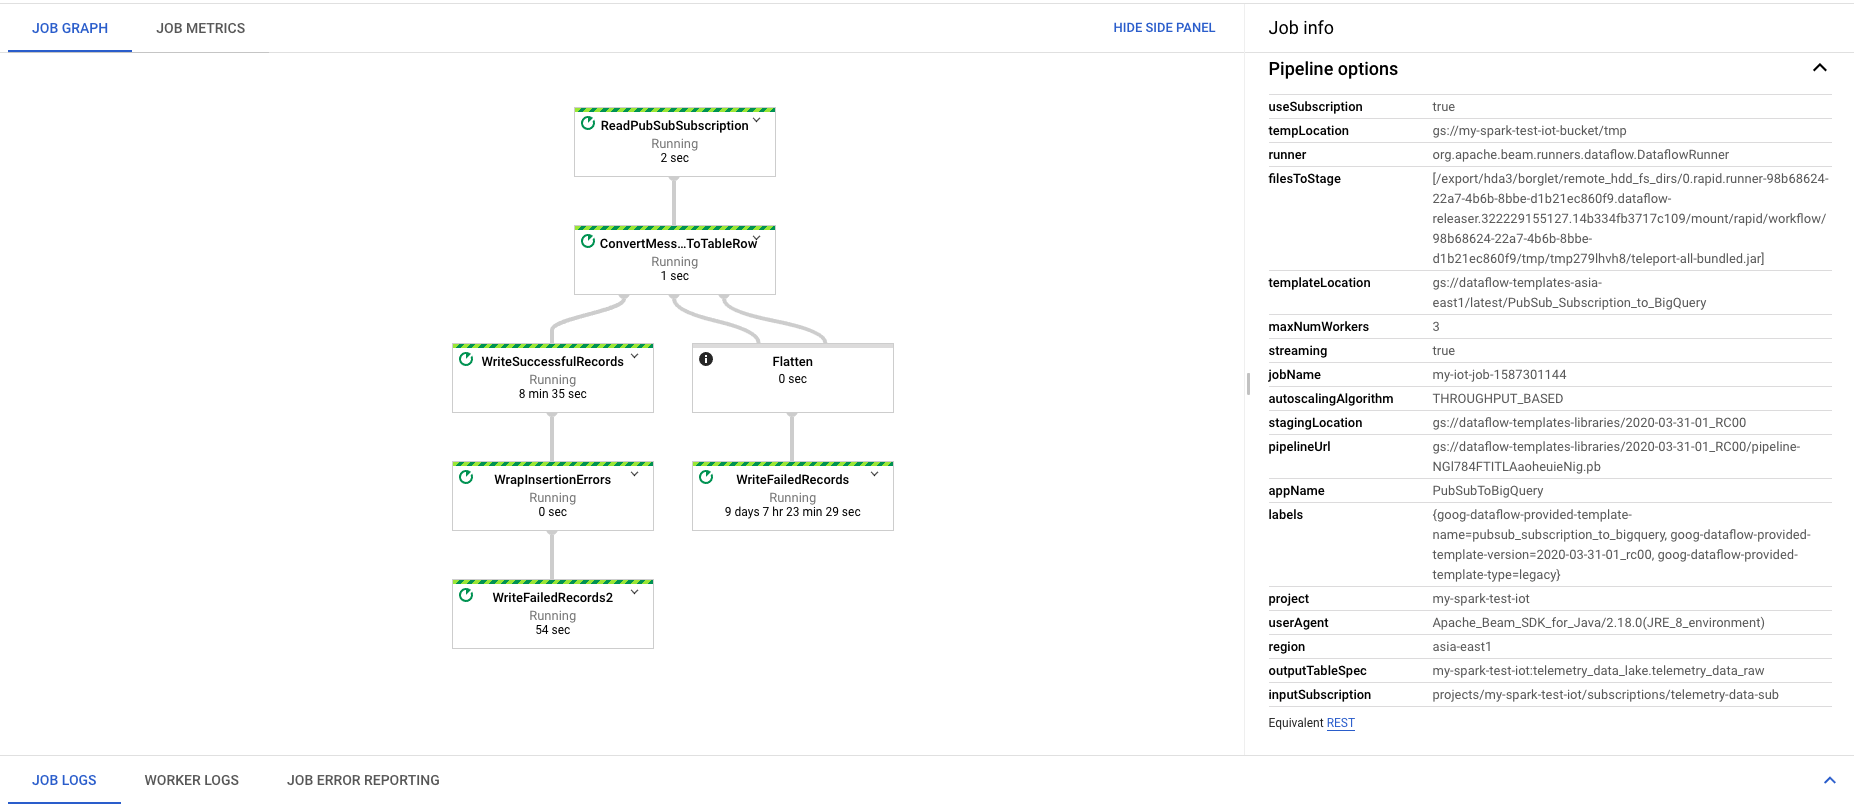 JOB GRAPH
JOB METRICS
HIDE SIDE PANEL
ReadPubSubSubscription
Running
2 sec
ConvertMess...ToTableRow
Running
1 sec
WriteSuccessfulRecords
Running
8 min 35 sec
Flatten
0 sec
WrapInsertionErrors
Running
0 sec
WriteFailedRecords
Running
9 days 7 hr 23 min 29 sec
WriteFailedRecords2
Running
54 sec
Job info
Pipeline options
useSubscription true
tempLocation gs://my-spark-test-iot-bucket/tmp
runner org.apache.beam.runners.dataflow.DataflowRunner
filesToStage [/export/hda3/borglet/remote_hdd_fs_dirs/0.rapid.runner-98b68624-
22a7-4b6b-8bbe-d1b21ec860f9.dataflow-
releaser.322229155127.14b334fb3717c109/mount/rapid/workflow/
98b68624-22a7-4b6b-8bbe-
d1b21ec860f9/tmp/tmp279lhvh8/teleport-all-bundled.jar]
templateLocation gs://dataflow-templates-asia-
east1/latest/PubSub_Subscription_to_BigQuery
maxNumWorkers 3
streaming true
jobName my-iot-job-1587301144
autoscalingAlgorithm THROUGHPUT_BASED
stagingLocation gs://dataflow-templates-libraries/2020-03-31-01_RC00
pipelineUrl gs://dataflow-templates-libraries/2020-03-31-01_RC00/pipeline-
NGl784FTITLAaoheuieNig.pb
appName PubSubToBigQuery
labels {goog-dataflow-provided-template-
name=pubsub_subscription_to_bigquery, goog-dataflow-provided-
template-version=2020-03-31-01_rc00, goog-dataflow-provided-
template-type=legacy}
project my-spark-test-iot
userAgent Apache_Beam_SDK_for_Java/2.18.0(JRE_8_environment)
region asia-east1
outputTableSpec my-spark-test-iot:telemetry_data_lake.telemetry_data_raw
inputSubscription projects/my-spark-test-iot/subscriptions/telemetry-data-sub
Equivalent REST
JOB LOGS
WORKER LOGS
JOB ERROR REPORTING